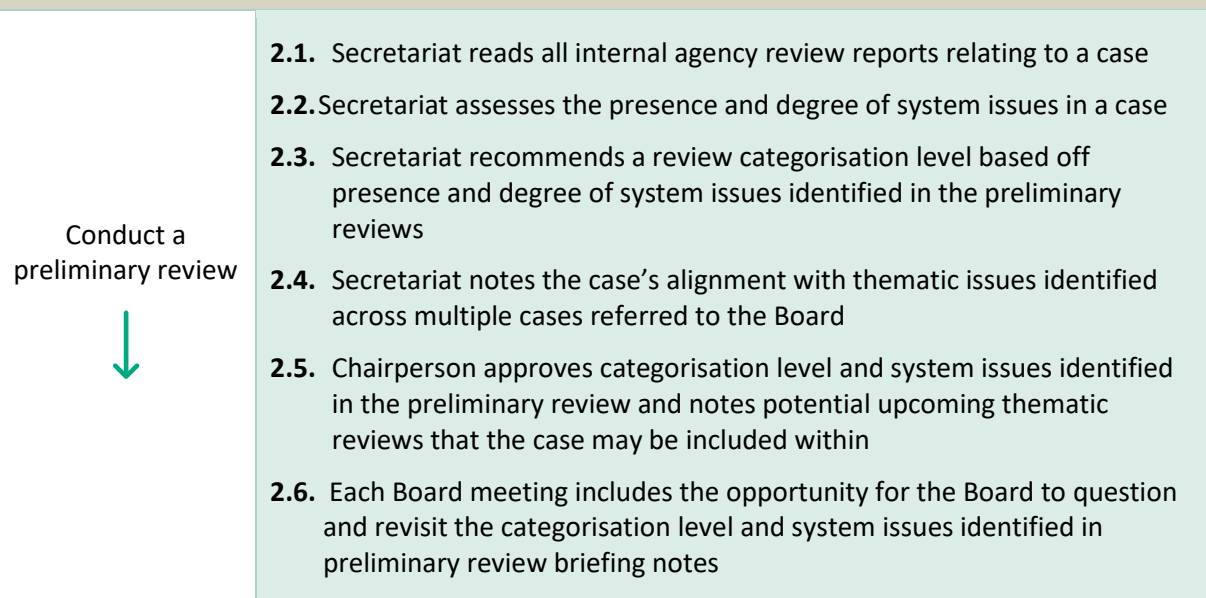 Conduct a
preliminary review
2.1. Secretariat reads all internal agency review reports relating to a case
2.2. Secretariat assesses the presence and degree of system issues in a case
2.3. Secretariat recommends a review categorisation level based off
presence and degree of system issues identified in the preliminary
reviews
2.4. Secretariat notes the case’s alignment with thematic issues identified
across multiple cases referred to the Board
2.5. Chairperson approves categorisation level and system issues identified
in the preliminary review and notes potential upcoming thematic
reviews that the case may be included within
2.6. Each Board meeting includes the opportunity for the Board to question
and revisit the categorisation level and system issues identified in
preliminary review briefing notes